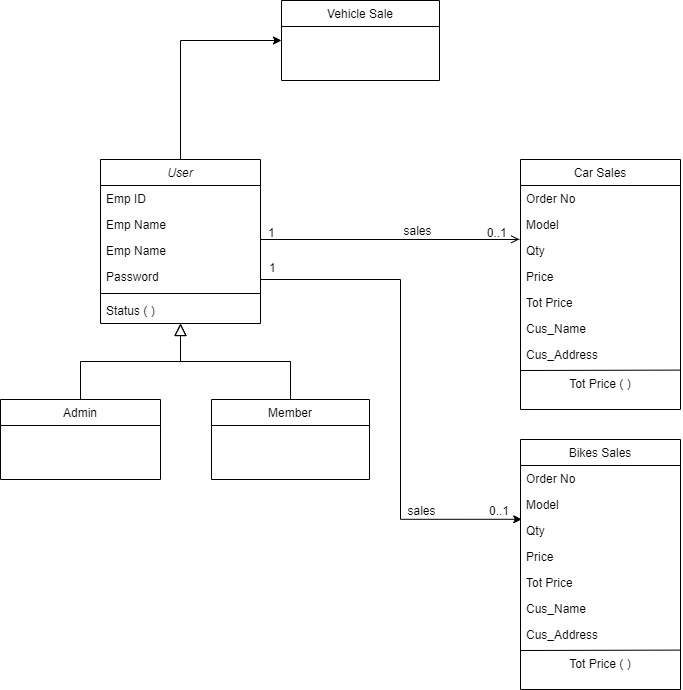 Vehicle Sale
User
Emp ID
Emp Name
Emp Name
Password
Status ( )
1
sales
0..1
1
sales
0..1
Car Sales
Order No
Model
Qty
Price
Tot Price
Cus_Name
Cus_Address
Tot Price ( )
Admin
Member
Bikes Sales
Order No
Model
Qty
Price
Tot Price
Cus_Name
Cus_Address
Tot Price ( )